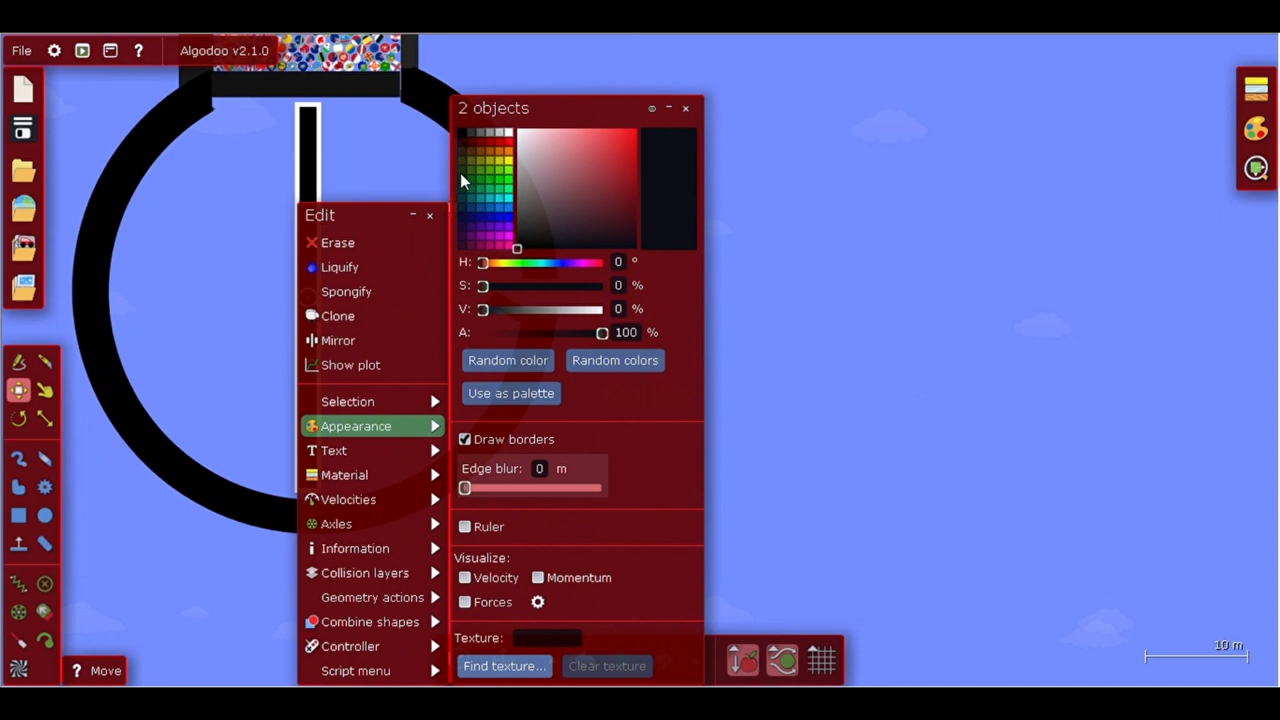 File ? Algodoo v2.1.0
2 objects
Edit
Erase
Liquify
Spongify
Clone
Mirror
Show plot
Selection
Appearance
Text
Material
Velocities
Axles
Information
Collision layers
Geometry actions
Combine shapes
Controller
Script menu
H: 0 °
S: 0 %
V: 0 %
A: 100 %
Random color Random colors
Use as palette
Draw borders
Edge blur: 0 m
Ruler
Visualize:
Velocity Momentum
Forces
Texture:
Find texture... Clear texture
? Move
10 m